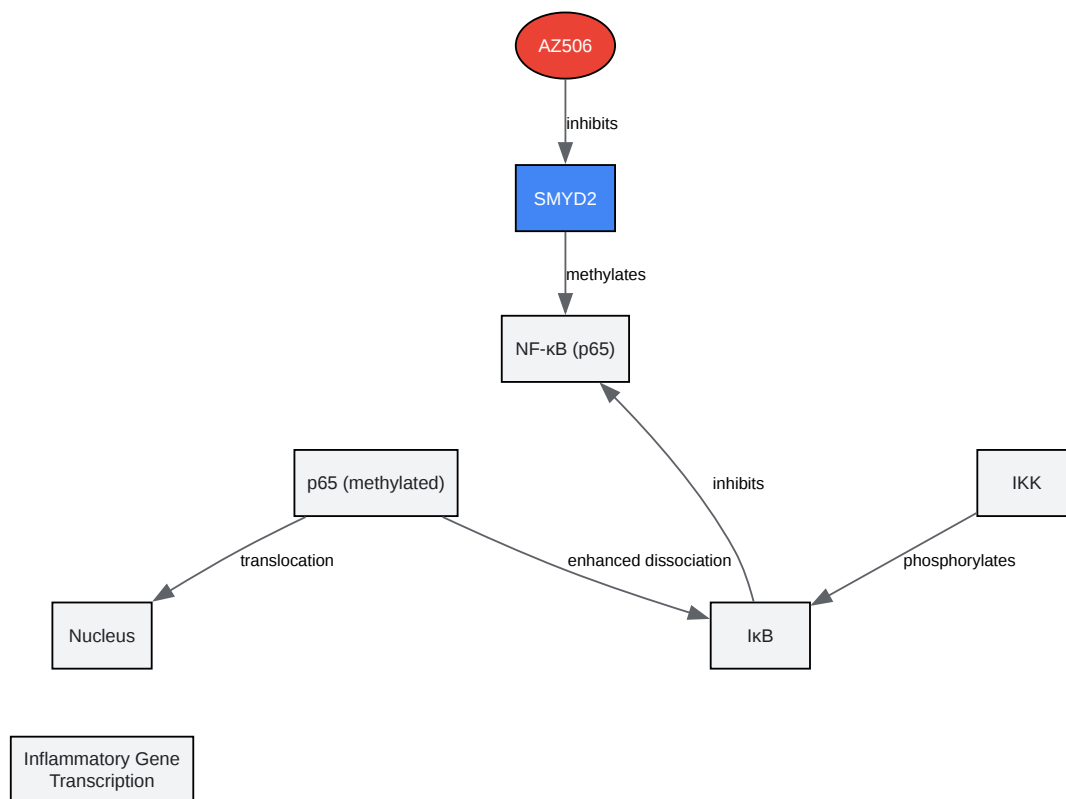 AZ506
inhibits
SMYD2
methylates
NF-κB (p65)
p65 (methylated)
IKK
inhibits
translocation
enhanced dissociation
phosphorylates
Nucleus
IκB
Inflammatory Gene
Transcription